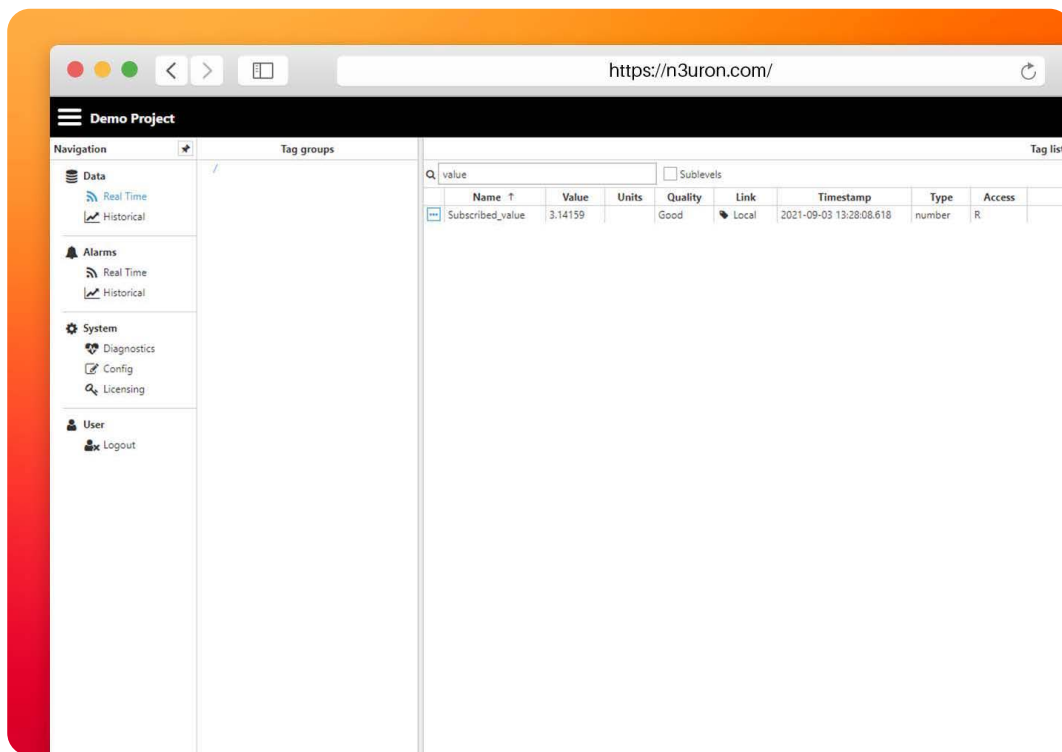 https://n3uron.com/
Demo Project
Navigation
Data
Real Time
Historical
Alarms
Real Time
Historical
System
Diagnostics
Config
Licensing
User
Logout
Tag groups
/
Tag list
value
Sublevels
Name ↑ Value Units Quality Link Timestamp Type Access
Subscribed_value 3.14159 Good Local 2021-09-03 13:28:08.618 number R